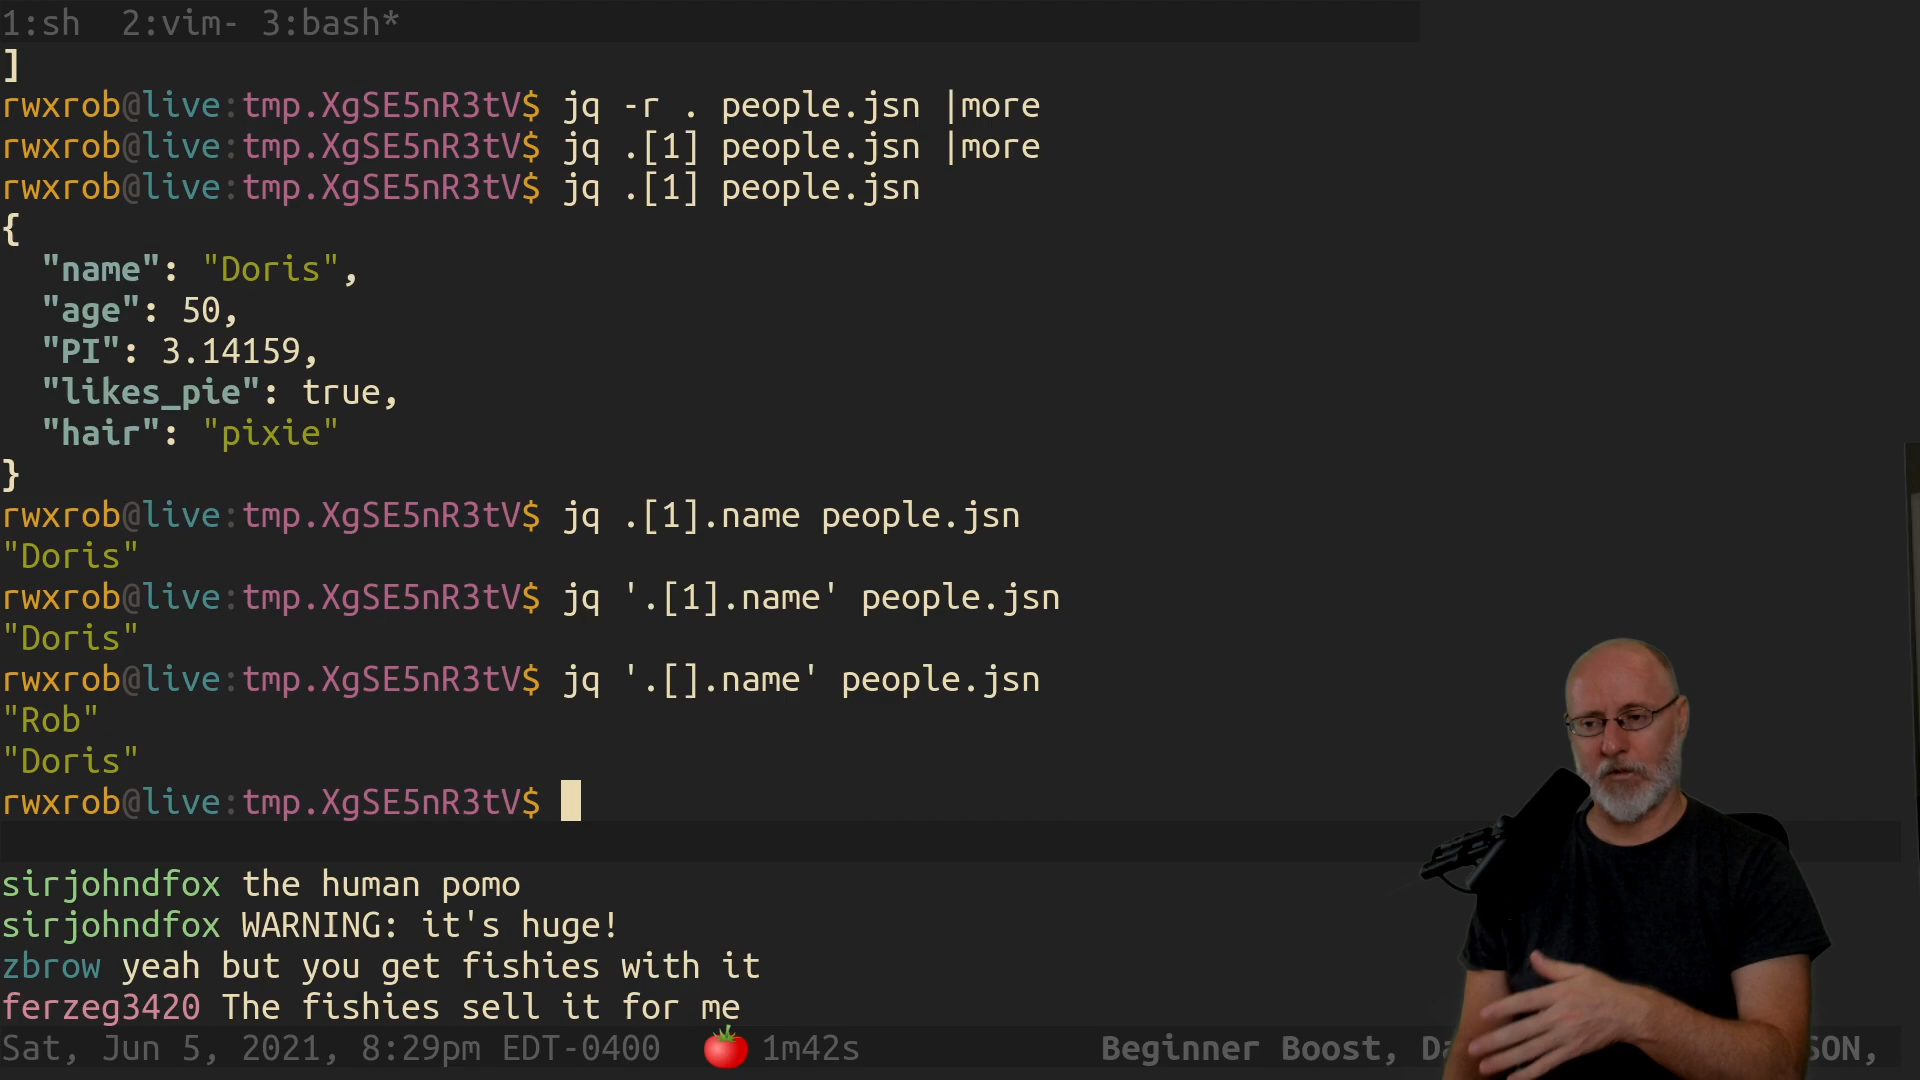 1:sh  2:vim- 3:bash*
]
rwxrob@live:tmp.XgSE5nR3tV$ jq -r . people.jsn |more
rwxrob@live:tmp.XgSE5nR3tV$ jq .[1] people.jsn |more
rwxrob@live:tmp.XgSE5nR3tV$ jq .[1] people.jsn
{
  "name": "Doris",
  "age": 50,
  "PI": 3.14159,
  "likes_pie": true,
  "hair": "pixie"
}
rwxrob@live:tmp.XgSE5nR3tV$ jq .[1].name people.jsn
"Doris"
rwxrob@live:tmp.XgSE5nR3tV$ jq '.[1].name' people.jsn
"Doris"
rwxrob@live:tmp.XgSE5nR3tV$ jq '.[].name' people.jsn
"Rob"
"Doris"
rwxrob@live:tmp.XgSE5nR3tV$
sirjohndfox the human pomo
sirjohndfox WARNING: it's huge!
zbrow yeah but you get fishies with it
ferzeg3420 The fishies sell it for me
Sat, Jun 5, 2021, 8:29pm EDT-0400 🍅 1m42s Beginner Boost,